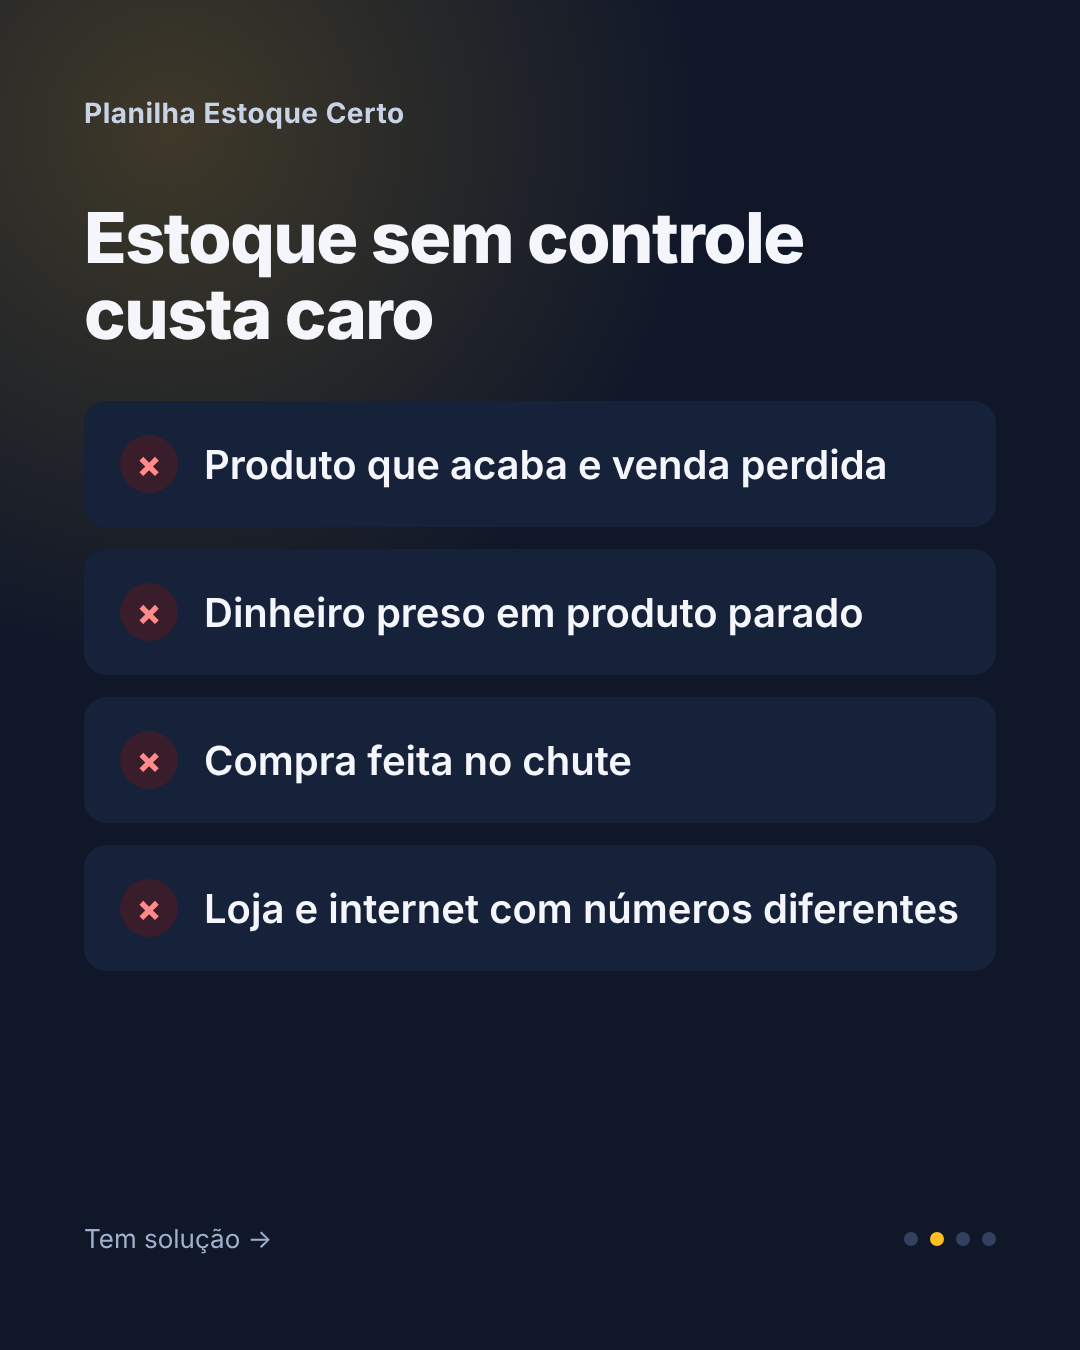 Planilha Estoque Certo
Estoque sem controle
custa caro
× Produto que acaba e venda perdida
× Dinheiro preso em produto parado
× Compra feita no chute
× Loja e internet com números diferentes
Tem solução →